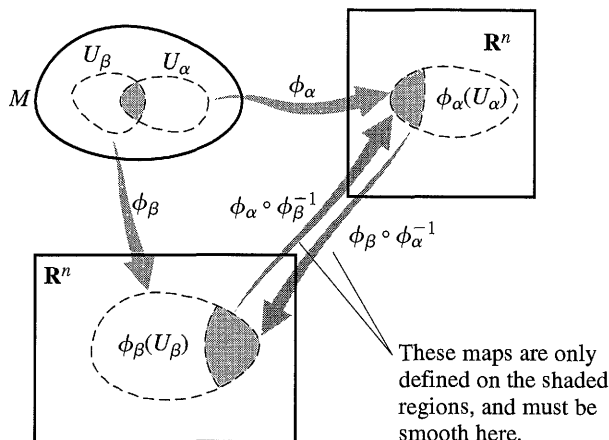 U_β U_α
M
ϕ_α
R^n
ϕ_α(U_α)
ϕ_β
ϕ_α ∘ ϕ_β^{-1}
ϕ_β ∘ ϕ_α^{-1}
R^n
ϕ_β(U_β)
These maps are only
defined on the shaded
regions, and must be
smooth here.